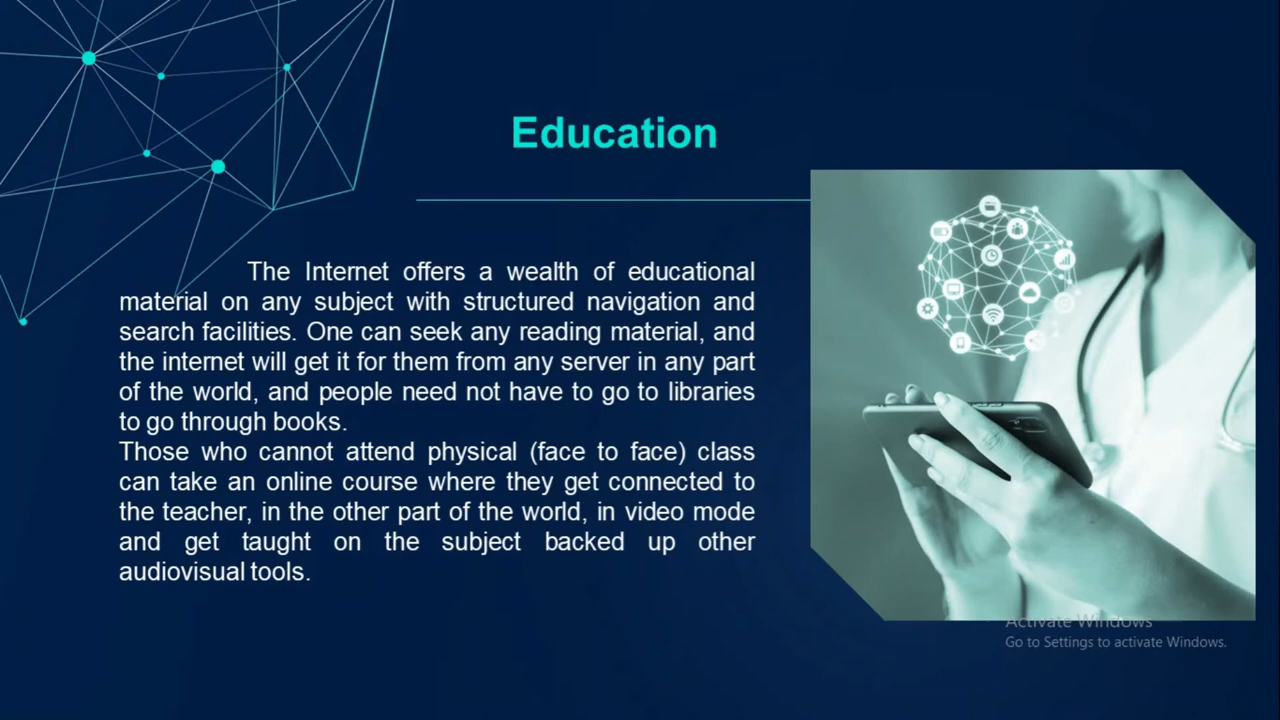 Education
The Internet offers a wealth of educational
material on any subject with structured navigation and
search facilities. One can seek any reading material, and
the internet will get it for them from any server in any part
of the world, and people need not have to go to libraries
to go through books.
Those who cannot attend physical (face to face) class
can take an online course where they get connected to
the teacher, in the other part of the world, in video mode
and get taught on the subject backed up other
audiovisual tools.
Activate Windows
Go to Settings to activate Windows.